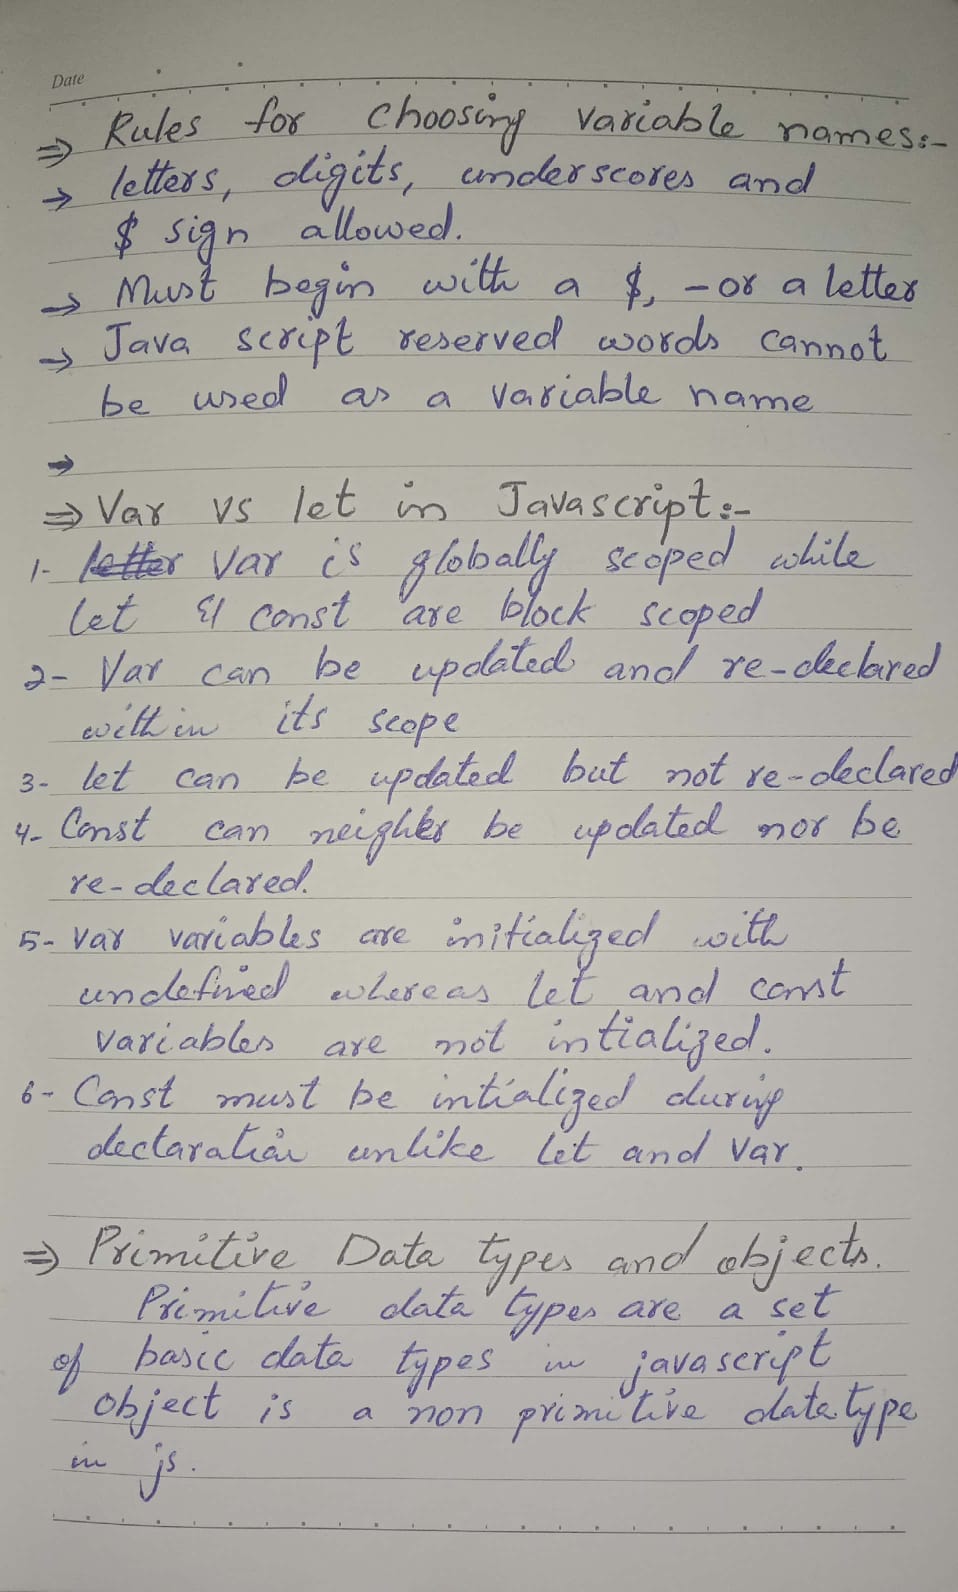 Date
⇒ Rules for choosing variable names:-
→ letters, digits, underscores and
$ sign allowed.
→ Must begin with a $, - or a letter
→ Java script reserved words cannot
be used as a variable name
→
⇒ Var vs let in Javascript:-
1- letter Var is globally scoped while
let & const are block scoped
2- Var can be updated and re-declared
within its scope
3- let can be updated but not re-declared
4- Const can neighter be updated nor be
re-declared.
5- Var variables are initialized with
undefined whereas let and const
variables are not intialized.
6- Const must be intialized during
declaration unlike let and Var.
⇒ Primitive Data types and objects.
Primitive data types are a set
of basic data types in javascript
object is a non primitive data type
in js.